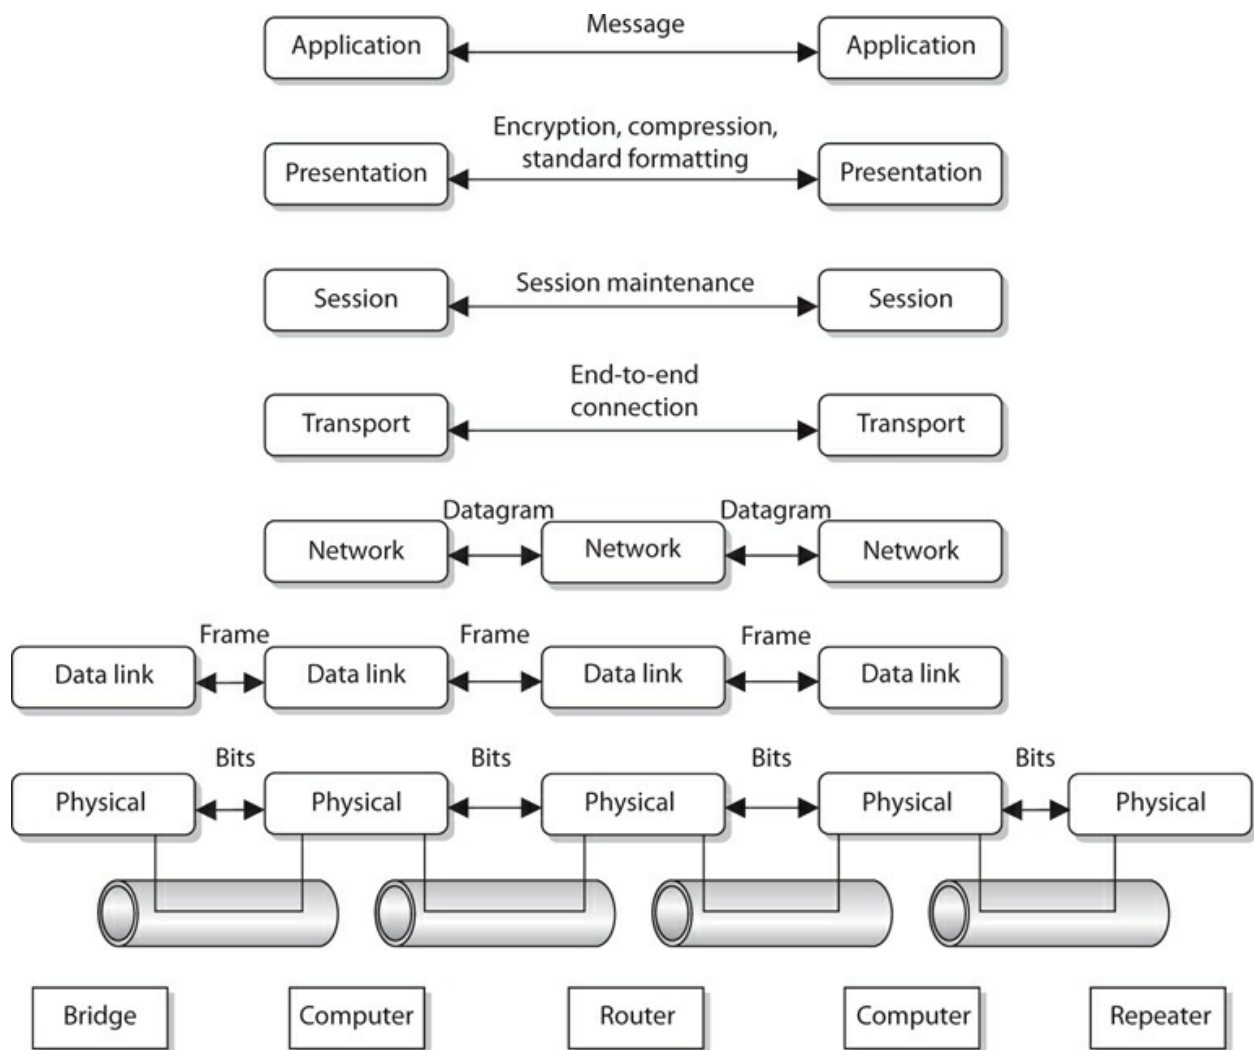 Message
Application
Application
Encryption, compression,
standard formatting
Presentation
Presentation
Session maintenance
Session
Session
End-to-end
connection
Transport
Transport
Datagram
Datagram
Network
Network
Network
Frame
Frame
Frame
Data link
Data link
Data link
Data link
Bits
Bits
Bits
Bits
Physical
Physical
Physical
Physical
Physical
Bridge
Computer
Router
Computer
Repeater